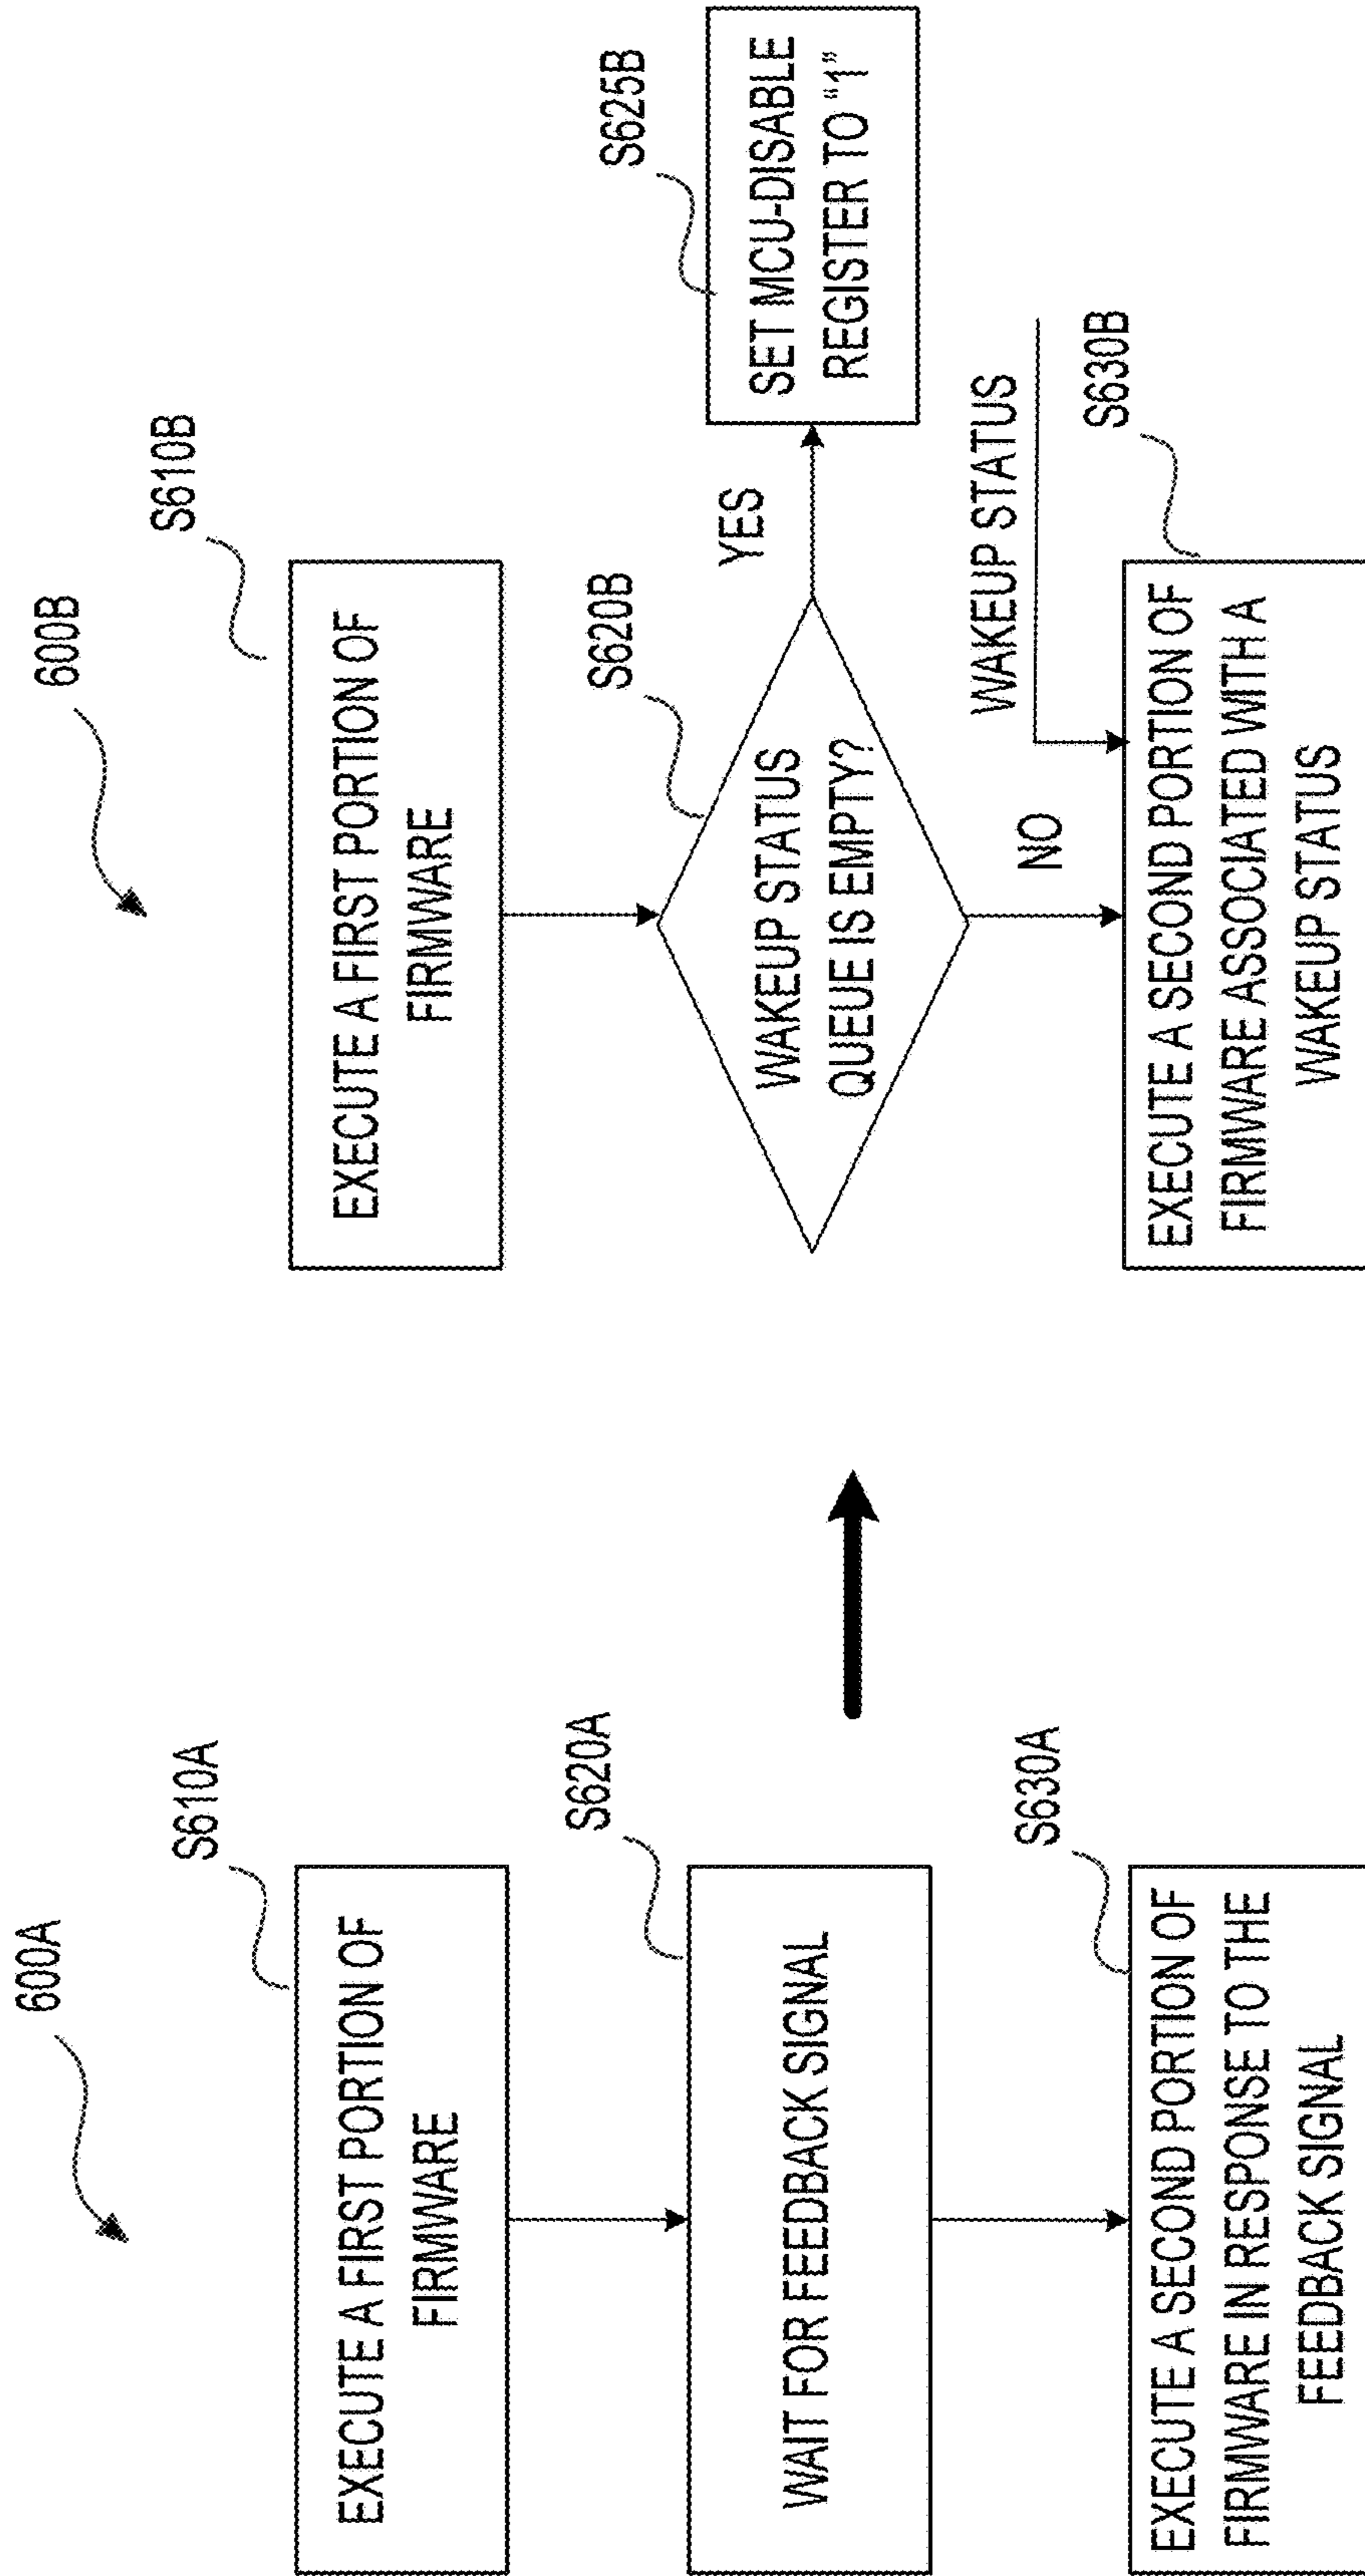 600A
S610A
EXECUTE A FIRST PORTION OF
FIRMWARE
S620A
WAIT FOR FEEDBACK SIGNAL
S630A
EXECUTE A SECOND PORTION OF
FIRMWARE IN RESPONSE TO THE
FEEDBACK SIGNAL
600B
S610B
EXECUTE A FIRST PORTION OF
FIRMWARE
S620B
WAKEUP STATUS
QUEUE IS EMPTY?
YES
S625B
SET MCU-DISABLE
REGISTER TO “1”
NO
WAKEUP STATUS
S630B
EXECUTE A SECOND PORTION OF
FIRMWARE ASSOCIATED WITH A
WAKEUP STATUS